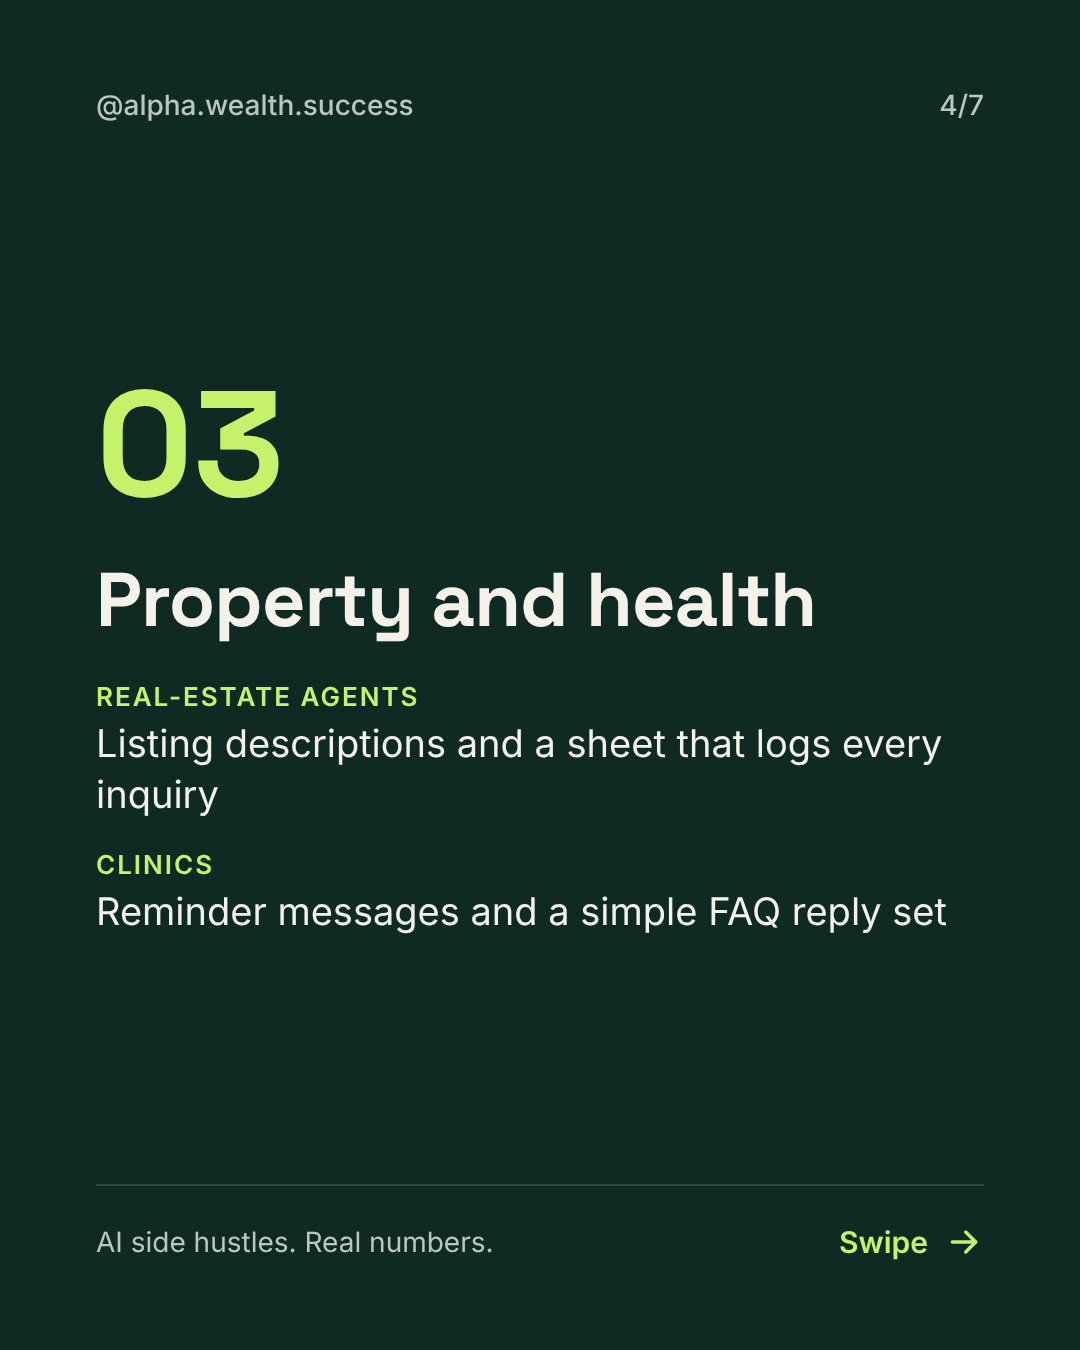 @alpha.wealth.success
4/7
03
Property and health
REAL-ESTATE AGENTS
Listing descriptions and a sheet that logs every
inquiry
CLINICS
Reminder messages and a simple FAQ reply set
AI side hustles. Real numbers.
Swipe →